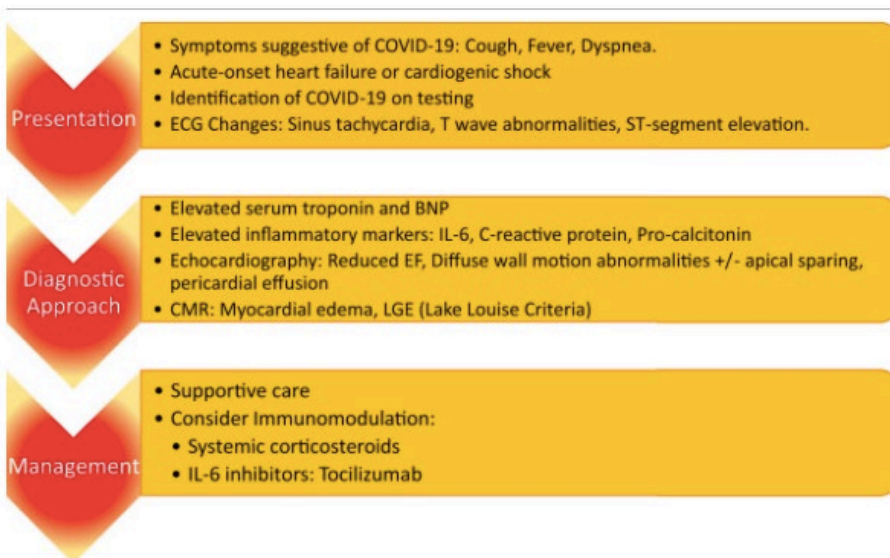 Presentation
• Symptoms suggestive of COVID-19: Cough, Fever, Dyspnea.
• Acute-onset heart failure or cardiogenic shock
• Identification of COVID-19 on testing
• ECG Changes: Sinus tachycardia, T wave abnormalities, ST-segment elevation.
Diagnostic
Approach
• Elevated serum troponin and BNP
• Elevated inflammatory markers: IL-6, C-reactive protein, Pro-calcitonin
• Echocardiography: Reduced EF, Diffuse wall motion abnormalities +/- apical sparing,
pericardial effusion
• CMR: Myocardial edema, LGE (Lake Louise Criteria)
Management
• Supportive care
• Consider Immunomodulation:
• Systemic corticosteroids
• IL-6 inhibitors: Tocilizumab